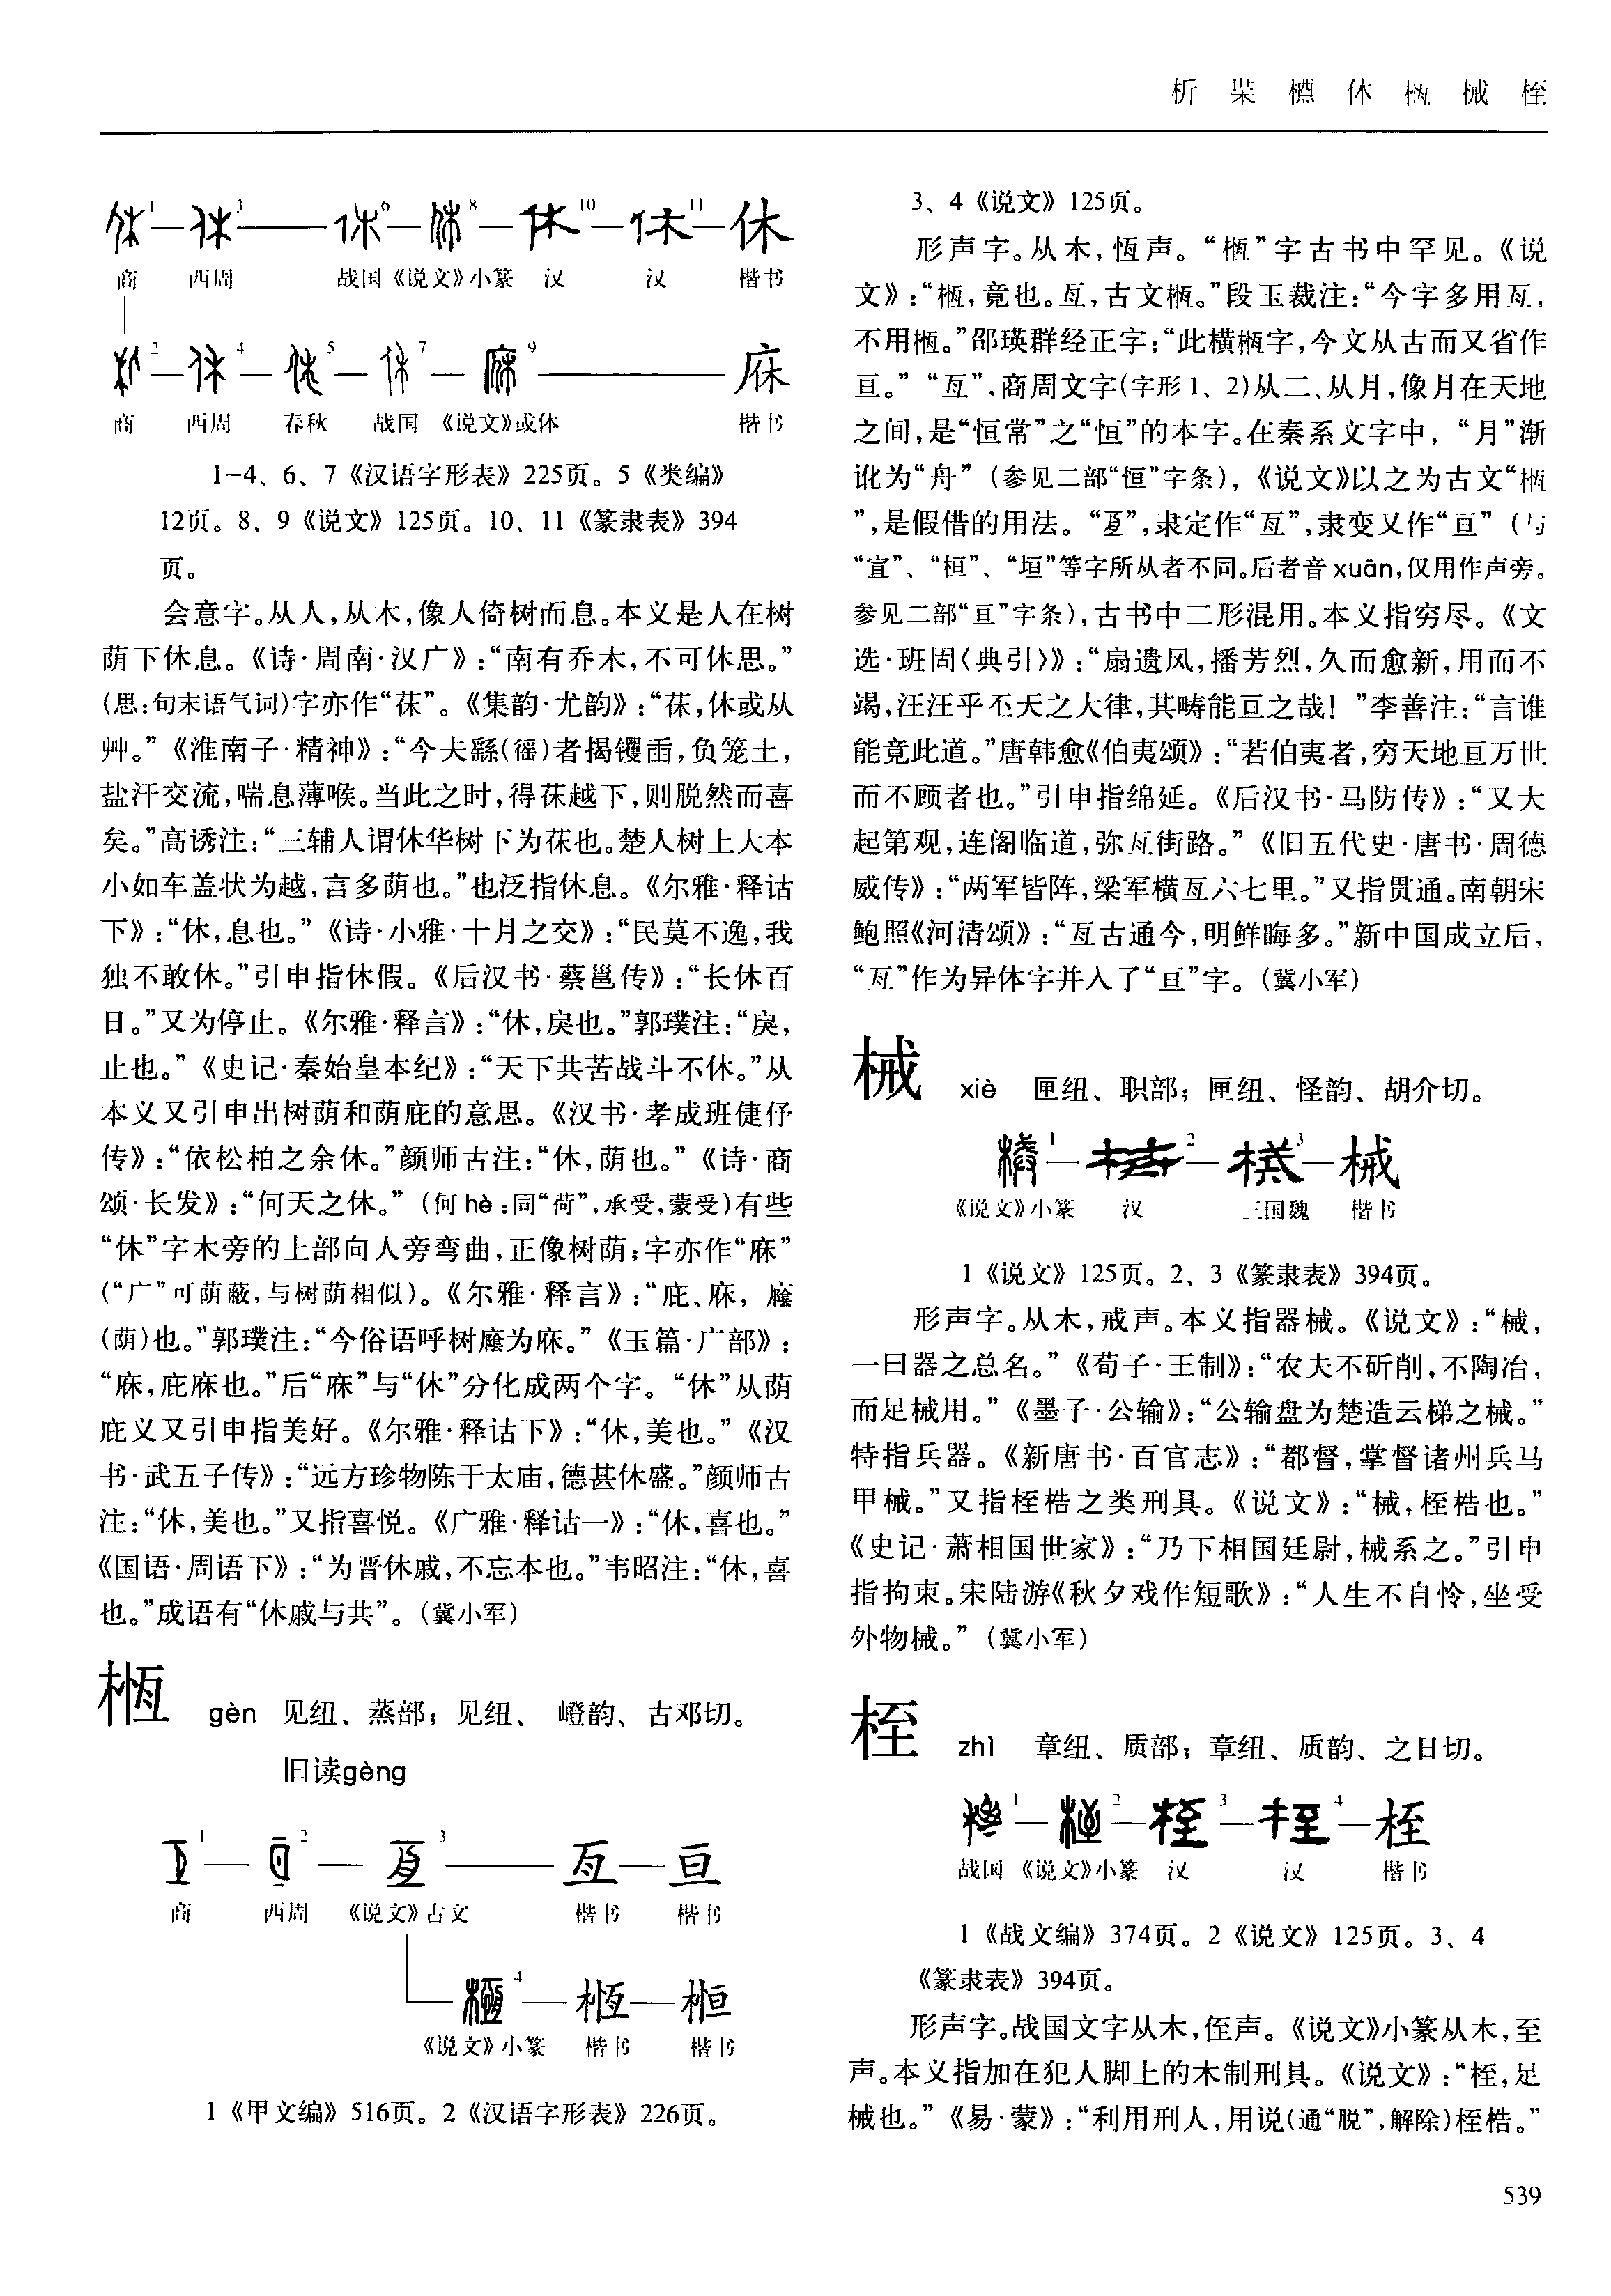 析 枼 櫏 休 㮓 械 桎
休1—休3——休6—休8—休10—休11—休
商 西周 战国 《说文》小篆 汉 汉 楷书
休2—休4—休5—休7—庥9——庥
商 西周 春秋 战国 《说文》或体 楷书
1-4、6、7《汉语字形表》225页。5《类编》
12页。8、9《说文》125页。10、11《篆隶表》394
页。
会意字。从人,从木,像人倚树而息。本义是人在树
荫下休息。《诗·周南·汉广》:“南有乔木,不可休思。”
(思:句末语气词)字亦作“茠”。《集韵·尤韵》:“茠,休或从
艸。”《淮南子·精神》:“今夫繇(徭)者揭䦆臿,负笼土,
盐汗交流,喘息薄喉。当此之时,得茠越下,则脱然而喜
矣。”高诱注:“三辅人谓休华树下为茠也。楚人树上大本
小如车盖状为越,言多荫也。”也泛指休息。《尔雅·释诂
下》:“休,息也。”《诗·小雅·十月之交》:“民莫不逸,我
独不敢休。”引申指休假。《后汉书·蔡邕传》:“长休百
日。”又为停止。《尔雅·释言》:“休,戾也。”郭璞注:“戾,
止也。”《史记·秦始皇本纪》:“天下共苦战斗不休。”从
本义又引申出树荫和荫庇的意思。《汉书·孝成班倢伃
传》:“依松柏之余休。”颜师古注:“休,荫也。”《诗·商
颂·长发》:“何天之休。”(何hè:同“荷”,承受,蒙受)有些
“休”字木旁的上部向人旁弯曲,正像树荫;字亦作“庥”
(“广”可荫蔽,与树荫相似)。《尔雅·释言》:“庇、庥,廕
(荫)也。”郭璞注:“今俗语呼树廕为庥。”《玉篇·广部》:
“庥,庇庥也。”后“庥”与“休”分化成两个字。“休”从荫
庇义又引申指美好。《尔雅·释诂下》:“休,美也。”《汉
书·武五子传》:“远方珍物陈于太庙,德甚休盛。”颜师古
注:“休,美也。”又指喜悦。《广雅·释诂一》:“休,喜也。”
《国语·周语下》:“为晋休戚,不忘本也。”韦昭注:“休,喜
也。”成语有“休戚与共”。(冀小军)
㮓 gèn 见纽、蒸部;见纽、嶝韵、古邓切。
旧读gèng
1—2—3——亙—亘
商 西周 《说文》古文 楷书 楷书
4—㮓—㮓
《说文》小篆 楷书 楷书
1《甲文编》516页。2《汉语字形表》226页。
3、4《说文》125页。
形声字。从木,恆声。“㮓”字古书中罕见。《说
文》:“㮓,竟也。亙,古文㮓。”段玉裁注:“今字多用亙,
不用㮓。”邵瑛群经正字:“此横㮓字,今文从古而又省作
亘。”“亙”,商周文字(字形1、2)从二、从月,像月在天地
之间,是“恒常”之“恒”的本字。在秦系文字中,“月”渐
讹为“舟”(参见二部“恒”字条),《说文》以之为古文“㮓
”,是假借的用法。“𠄢”,隶定作“亙”,隶变又作“亘”(与
“宣”、“桓”、“垣”等字所从者不同。后者音xuān,仅用作声旁。
参见二部“亘”字条),古书中二形混用。本义指穷尽。《文
选·班固〈典引〉》:“扇遗风,播芳烈,久而愈新,用而不
竭,汪汪乎丕天之大律,其畴能亘之哉!”李善注:“言谁
能竟此道。”唐韩愈《伯夷颂》:“若伯夷者,穷天地亘万世
而不顾者也。”引申指绵延。《后汉书·马防传》:“又大
起第观,连阁临道,弥亙街路。”《旧五代史·唐书·周德
威传》:“两军皆阵,梁军横亙六七里。”又指贯通。南朝宋
鲍照《河清颂》:“亙古通今,明鲜晦多。”新中国成立后,
“亙”作为异体字并入了“亘”字。(冀小军)
械 xiè 匣纽、职部;匣纽、怪韵、胡介切。
械1—械2—械3—械
《说文》小篆 汉 三国魏 楷书
1《说文》125页。2、3《篆隶表》394页。
形声字。从木,戒声。本义指器械。《说文》:“械,
一曰器之总名。”《荀子·王制》:“农夫不斫削,不陶冶,
而足械用。”《墨子·公输》:“公输盘为楚造云梯之械。”
特指兵器。《新唐书·百官志》:“都督,掌督诸州兵马
甲械。”又指桎梏之类刑具。《说文》:“械,桎梏也。”
《史记·萧相国世家》:“乃下相国廷尉,械系之。”引申
指拘束。宋陆游《秋夕戏作短歌》:“人生不自怜,坐受
外物械。”(冀小军)
桎 zhì 章纽、质部;章纽、质韵、之日切。
桎1—桎2—桎3—桎4—桎
战国 《说文》小篆 汉 汉 楷书
1《战文编》374页。2《说文》125页。3、4
《篆隶表》394页。
形声字。战国文字从木,侄声。《说文》小篆从木,至
声。本义指加在犯人脚上的木制刑具。《说文》:“桎,足
械也。”《易·蒙》:“利用刑人,用说(通“脱”,解除)桎梏。”
539